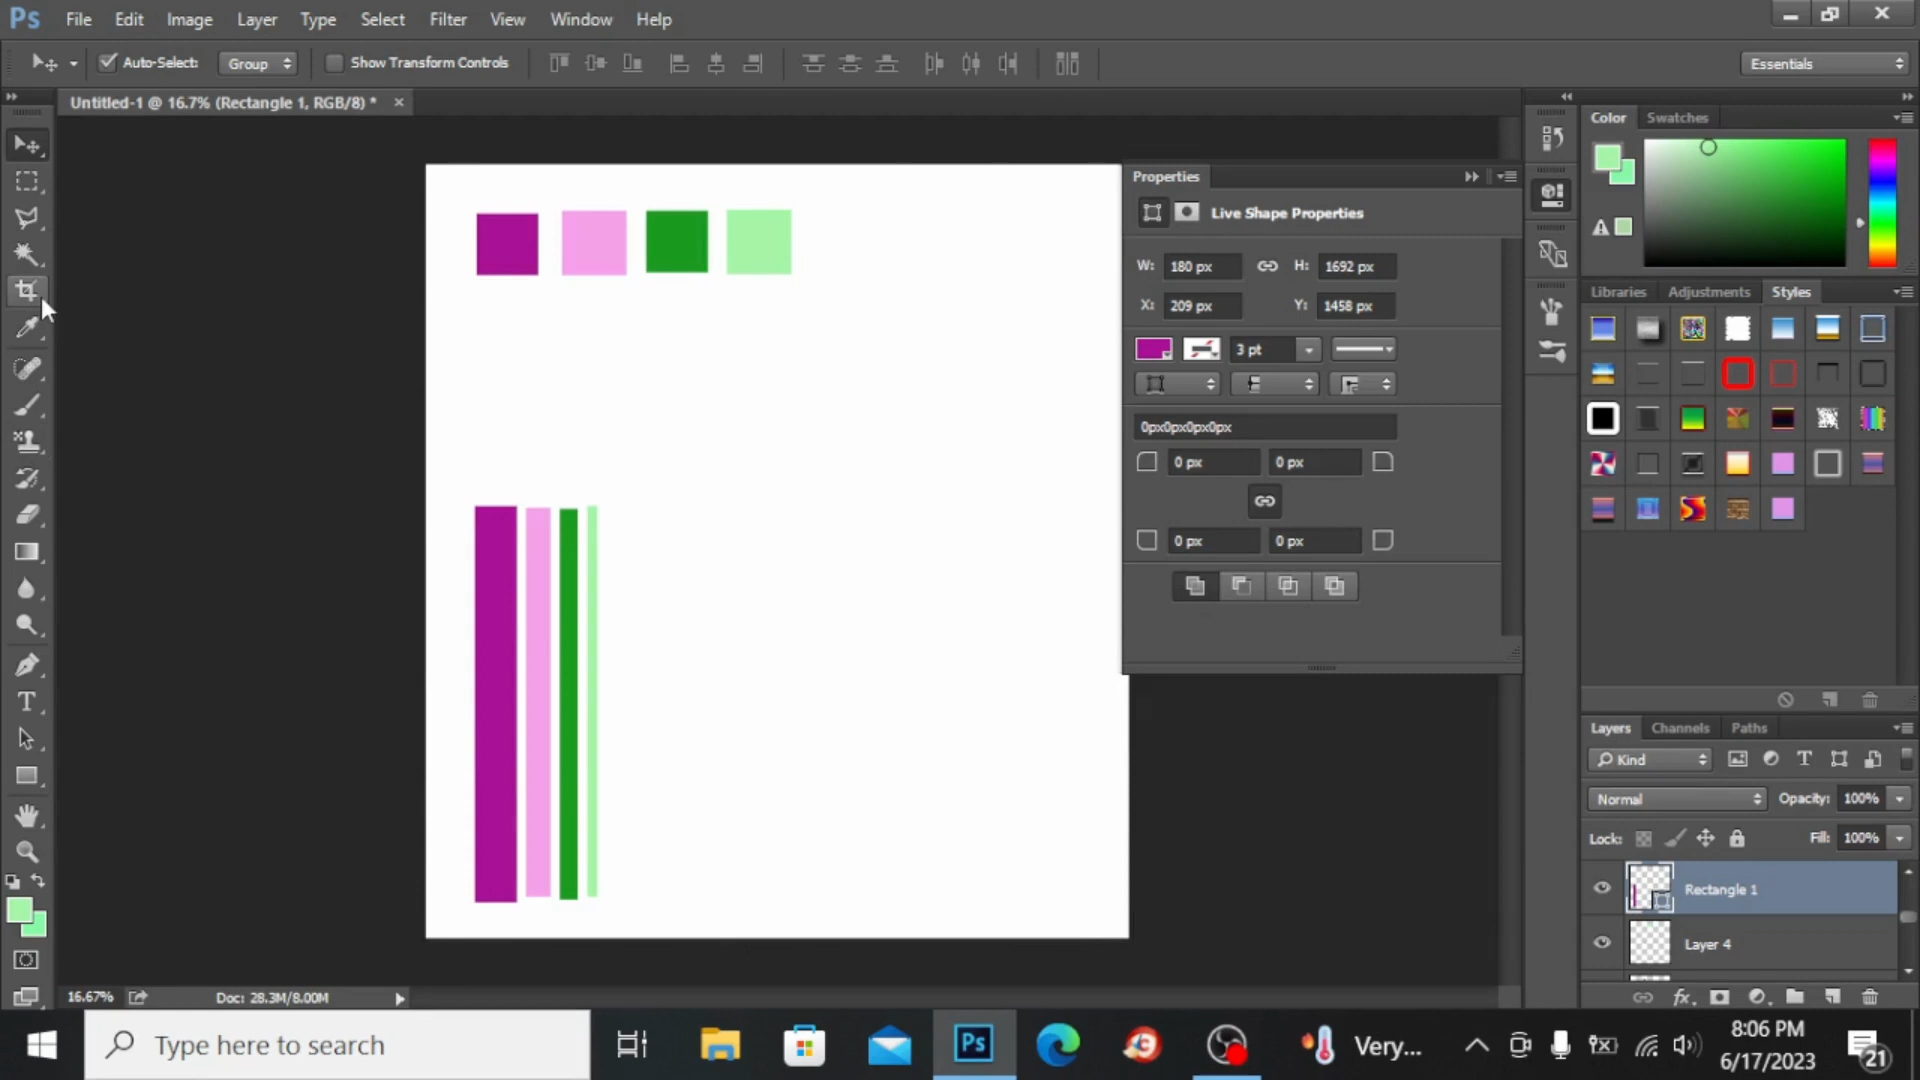 Ps File Edit Image Layer Type Select Filter View Window Help
Auto-Select: Group Show Transform Controls Essentials
Untitled-1 @ 16.7% (Rectangle 1, RGB/8) * ×
Color Swatches
Properties
Live Shape Properties
W: 180 px H: 1692 px
X: 209 px Y: 1458 px
3 pt
0px0px0px0px
0 px 0 px
0 px 0 px
Libraries Adjustments Styles
Layers Channels Paths
Kind
Normal Opacity: 100%
Lock: Fill: 100%
Rectangle 1
Layer 4
fx
T
16.67% Doc: 28.3M/8.00M
Type here to search
Ps
Very...
8:06 PM
6/17/2023
21